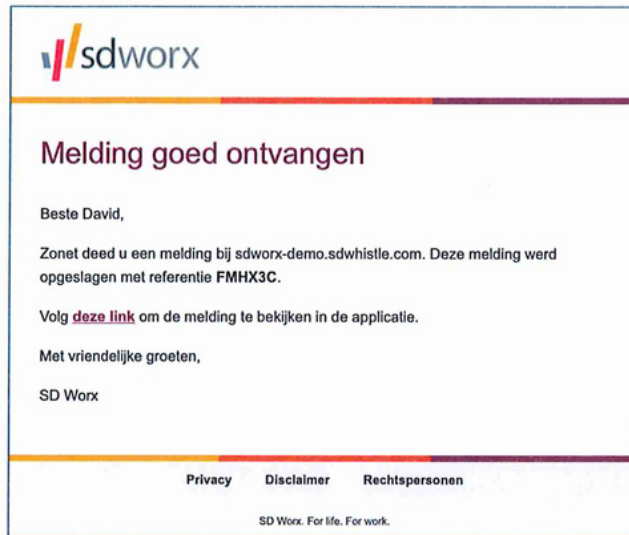 sdworx
Melding goed ontvangen
Beste David,
Zonet deed u een melding bij sdworx-demo.sdwhistle.com. Deze melding werd
opgeslagen met referentie FMHX3C.
Volg deze link om de melding te bekijken in de applicatie.
Met vriendelijke groeten,
SD Worx
Privacy Disclaimer Rechtspersonen
SD Worx. For life. For work.